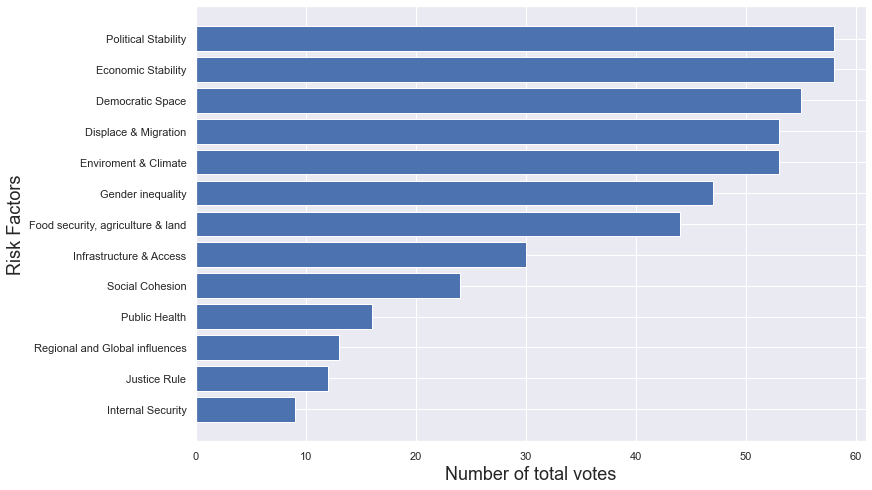 Risk Factors
Political Stability
Economic Stability
Democratic Space
Displace & Migration
Enviroment & Climate
Gender inequality
Food security, agriculture & land
Infrastructure & Access
Social Cohesion
Public Health
Regional and Global influences
Justice Rule
Internal Security
0 10 20 30 40 50 60
Number of total votes